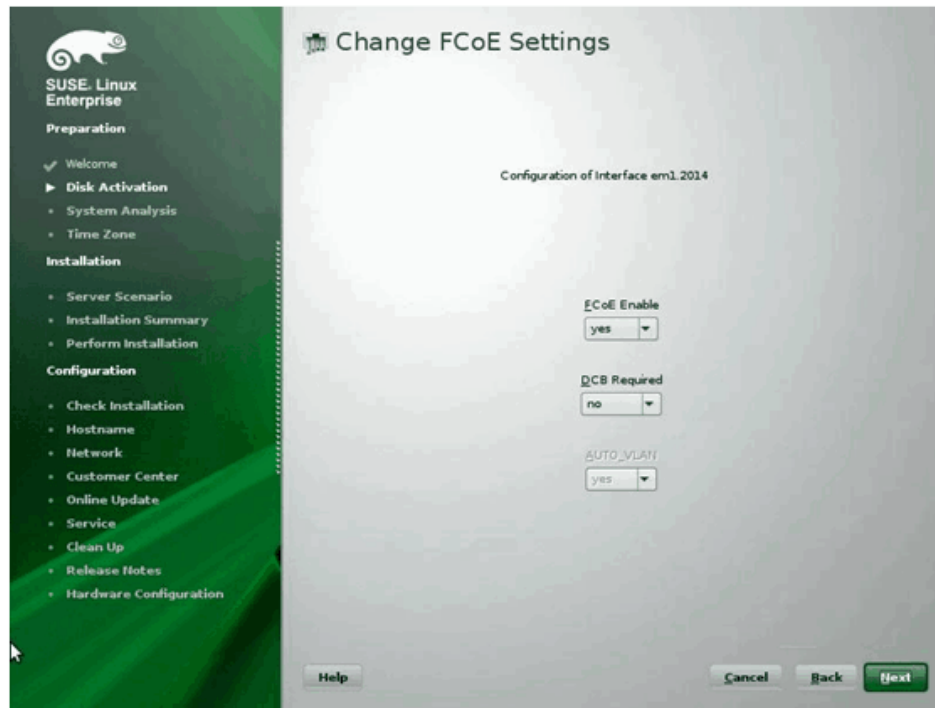 SUSE. Linux
Enterprise
Preparation
Welcome
Disk Activation
System Analysis
Time Zone
Installation
Server Scenario
Installation Summary
Perform Installation
Configuration
Check Installation
Hostname
Network
Customer Center
Online Update
Service
Clean Up
Release Notes
Hardware Configuration
Change FCoE Settings
Configuration of Interface em1.2014
FCoE Enable
yes
DCB Required
no
AUTO_VLAN
yes
Help
Cancel Back Next